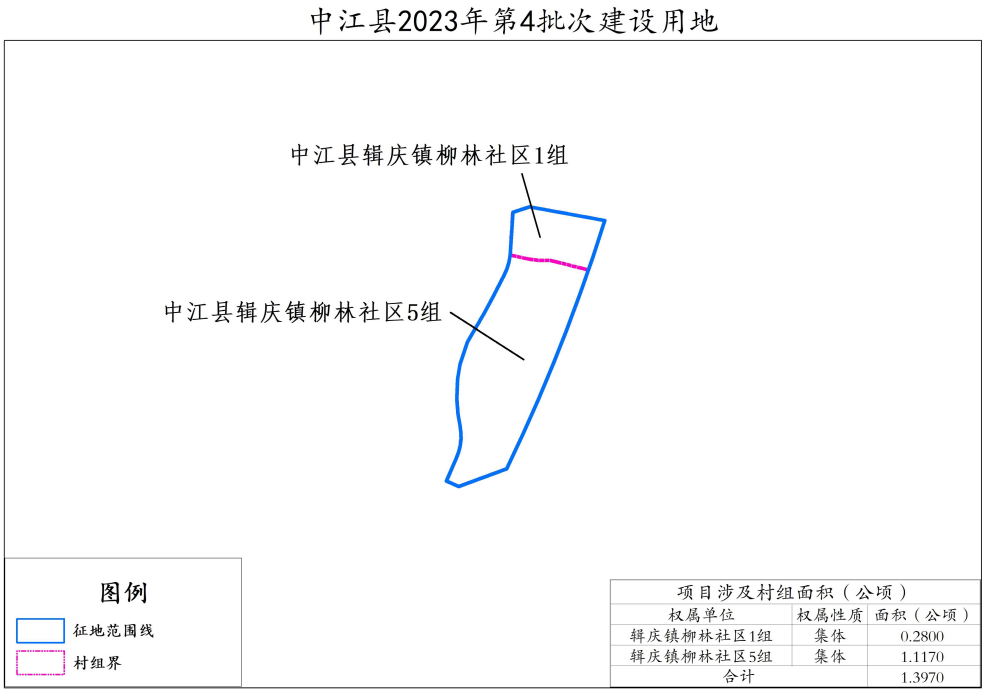 中江县2023年第4批次建设用地
中江县辑庆镇柳林社区1组
中江县辑庆镇柳林社区5组
图例
征地范围线
村组界
项目涉及村组面积（公顷）
权属单位 权属性质 面积（公顷）
辑庆镇柳林社区1组 集体 0.2800
辑庆镇柳林社区5组 集体 1.1170
合计 1.3970